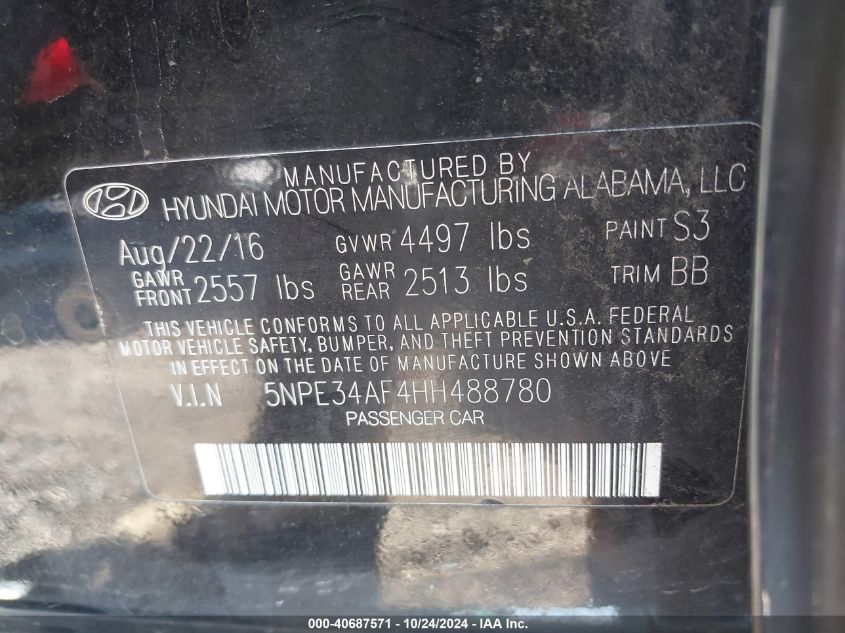 MANUFACTURED BY
HYUNDAI MOTOR MANUFACTURING ALABAMA, LLC
Aug/22/16 GVWR 4497 lbs PAINT S3
GAWR FRONT 2557 lbs GAWR REAR 2513 lbs TRIM BB
THIS VEHICLE CONFORMS TO ALL APPLICABLE U.S.A. FEDERAL
MOTOR VEHICLE SAFETY, BUMPER, AND THEFT PREVENTION STANDARDS
IN EFFECT ON THE DATE OF MANUFACTURE SHOWN ABOVE
V.I.N 5NPE34AF4HH488780
PASSENGER CAR
000-40687571 - 10/24/2024 - IAA Inc.